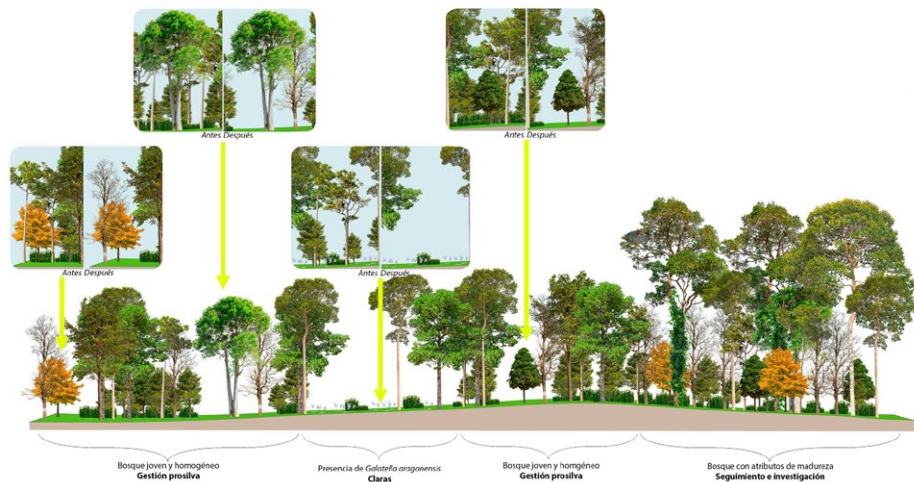 Antes Después
Antes Después
Antes Después
Antes Después
Bosque joven y homogéneo
Gestión prosilva
Presencia de Galatella aragonensis
Claras
Bosque joven y homgéneo
Gestión prosilva
Bosque con atributos de madureza
Seguimiento e investigación